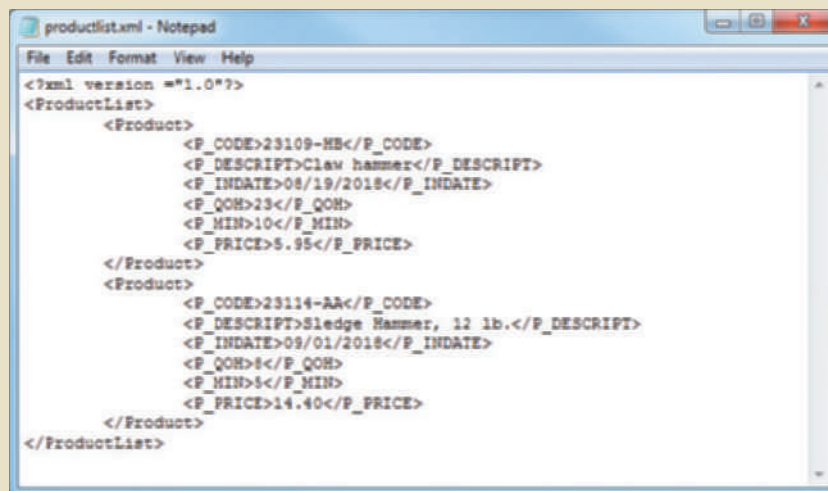 productlist.xml - Notepad
File Edit Format View Help
<?xml version ="1.0"?>
<ProductList>
<Product>
<P_CODE>23109-HB</P_CODE>
<P_DESCRIPT>Claw hammer</P_DESCRIPT>
<P_INDATE>08/19/2018</P_INDATE>
<P_QOH>23</P_QOH>
<P_MIN>10</P_MIN>
<P_PRICE>5.95</P_PRICE>
</Product>
<Product>
<P_CODE>23114-AA</P_CODE>
<P_DESCRIPT>Sledge Hammer, 12 lb.</P_DESCRIPT>
<P_INDATE>09/01/2018</P_INDATE>
<P_QOH>8</P_QOH>
<P_MIN>5</P_MIN>
<P_PRICE>14.40</P_PRICE>
</Product>
</ProductList>